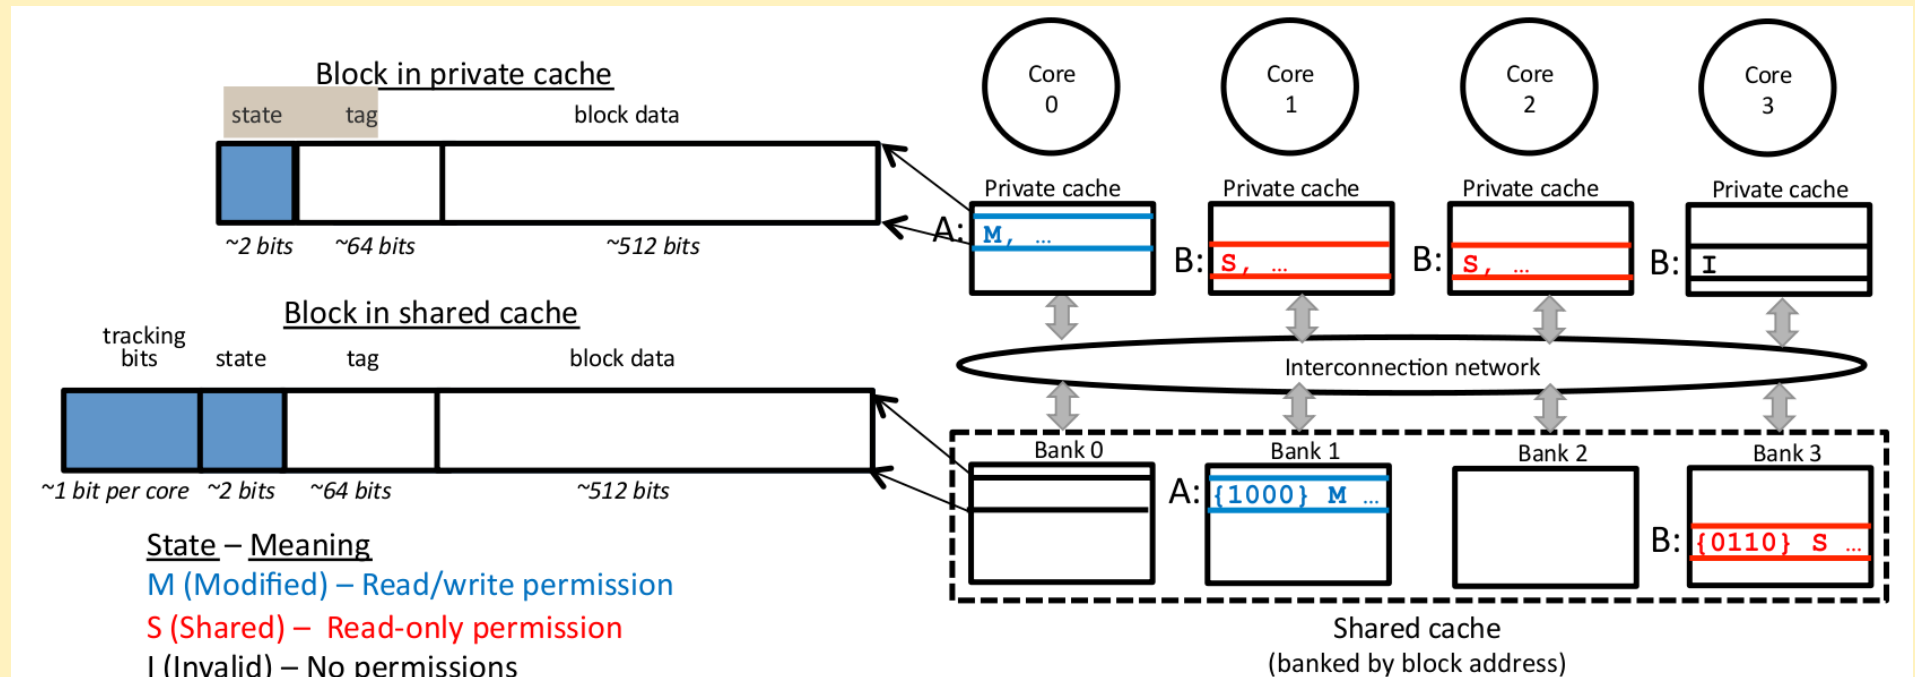 Block in private cache
state tag block data
~2 bits ~64 bits ~512 bits
Block in shared cache
tracking
bits state tag block data
~1 bit per core ~2 bits ~64 bits ~512 bits
State – Meaning
M (Modified) – Read/write permission
S (Shared) – Read-only permission
I (Invalid) – No permissions
Core
0
Core
1
Core
2
Core
3
Private cache Private cache Private cache Private cache
A: M, …
B: S, …
B: S, …
B: I
Interconnection network
Bank 0 Bank 1 Bank 2 Bank 3
A: {1000} M …
B: {0110} S …
Shared cache
(banked by block address)